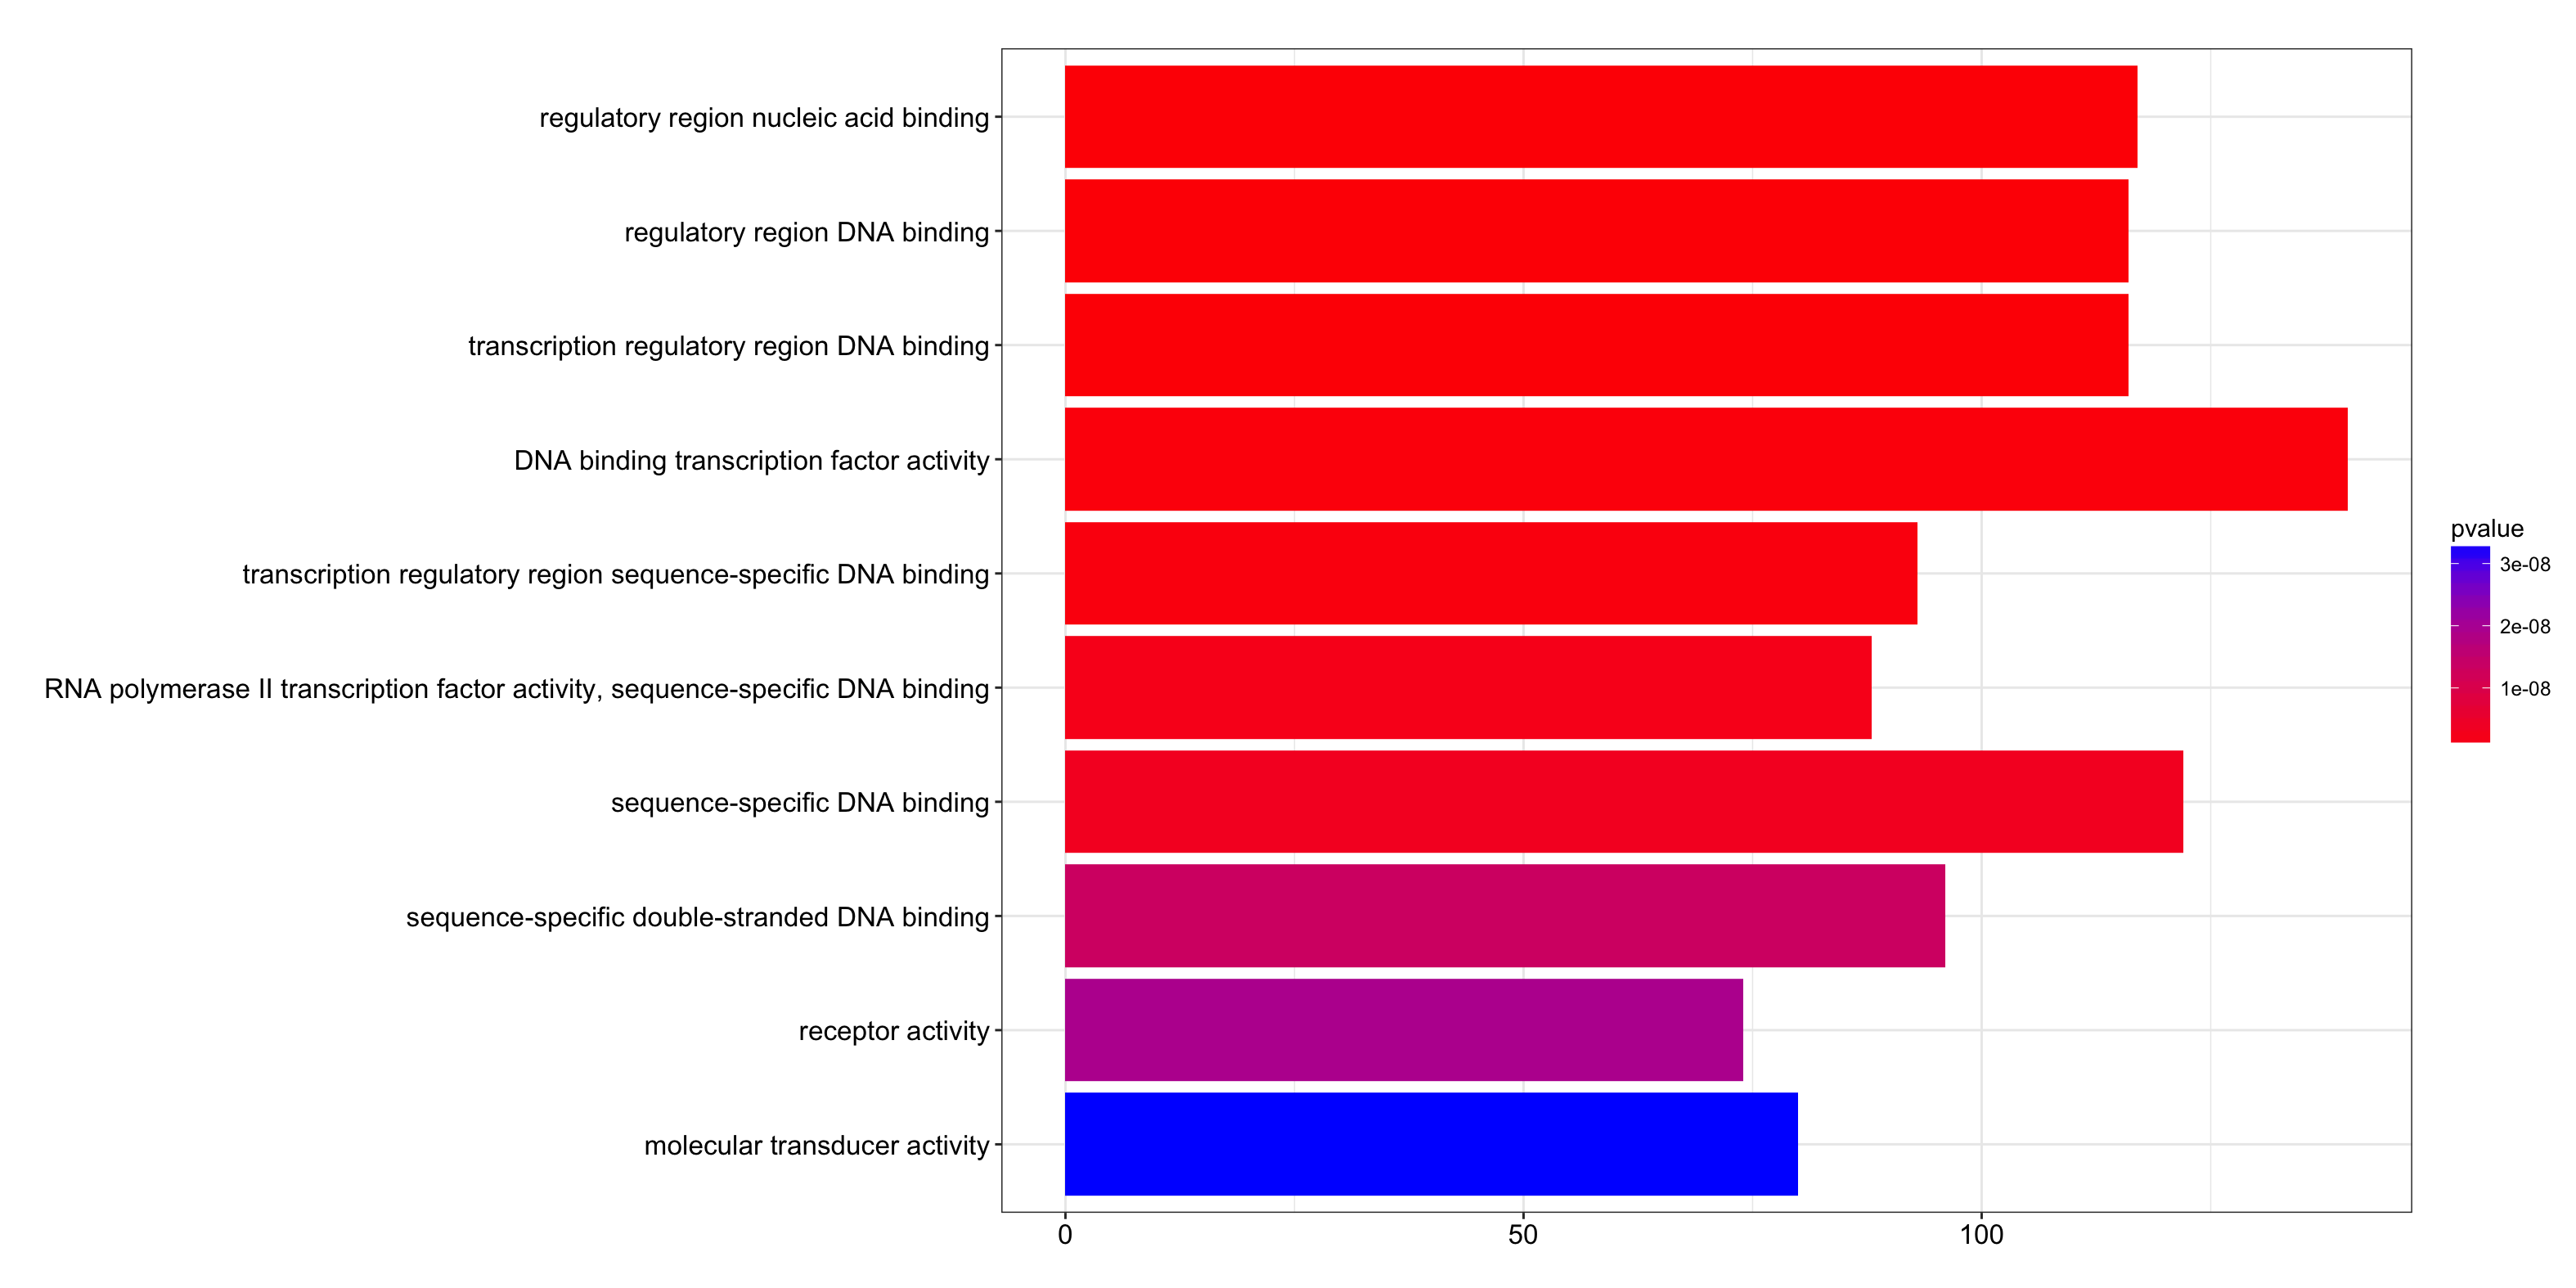 regulatory region nucleic acid binding
regulatory region DNA binding
transcription regulatory region DNA binding
DNA binding transcription factor activity
transcription regulatory region sequence-specific DNA binding
RNA polymerase II transcription factor activity, sequence-specific DNA binding
sequence-specific DNA binding
sequence-specific double-stranded DNA binding
receptor activity
molecular transducer activity
0 50 100
pvalue
3e-08
2e-08
1e-08